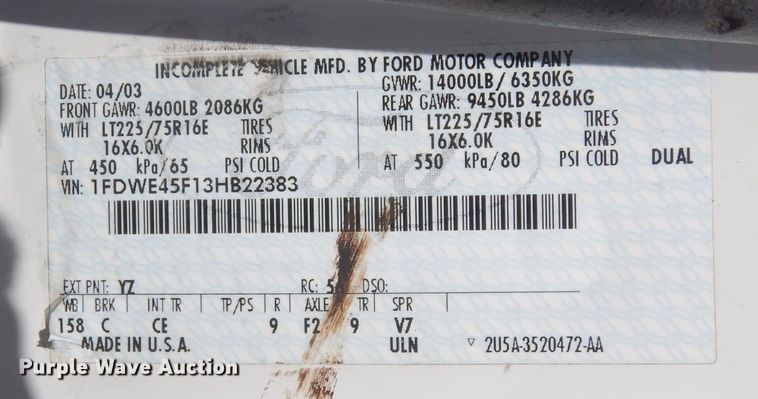 INCOMPLETE VEHICLE MFD. BY FORD MOTOR COMPANY
DATE: 04/03 GVWR: 14000LB/ 6350KG
FRONT GAWR: 4600LB 2086KG REAR GAWR: 9450LB 4286KG
WITH LT225/75R16E TIRES WITH LT225/75R16E TIRES
16X6.0K RIMS 16X6.0K RIMS
AT 450 kPa/65 PSI COLD AT 550 kPa/80 PSI COLD DUAL
VIN: 1FDWE45F13HB22383
Ford
EXT PNT: YZ RC: DSO:
WB BRK INT TR TP/PS R AXLE TR SPR
158 C CE 9 F2 9 V7
MADE IN U.S.A. ULN ▽ 2U5A-3520472-AA
Purple Wave Auction